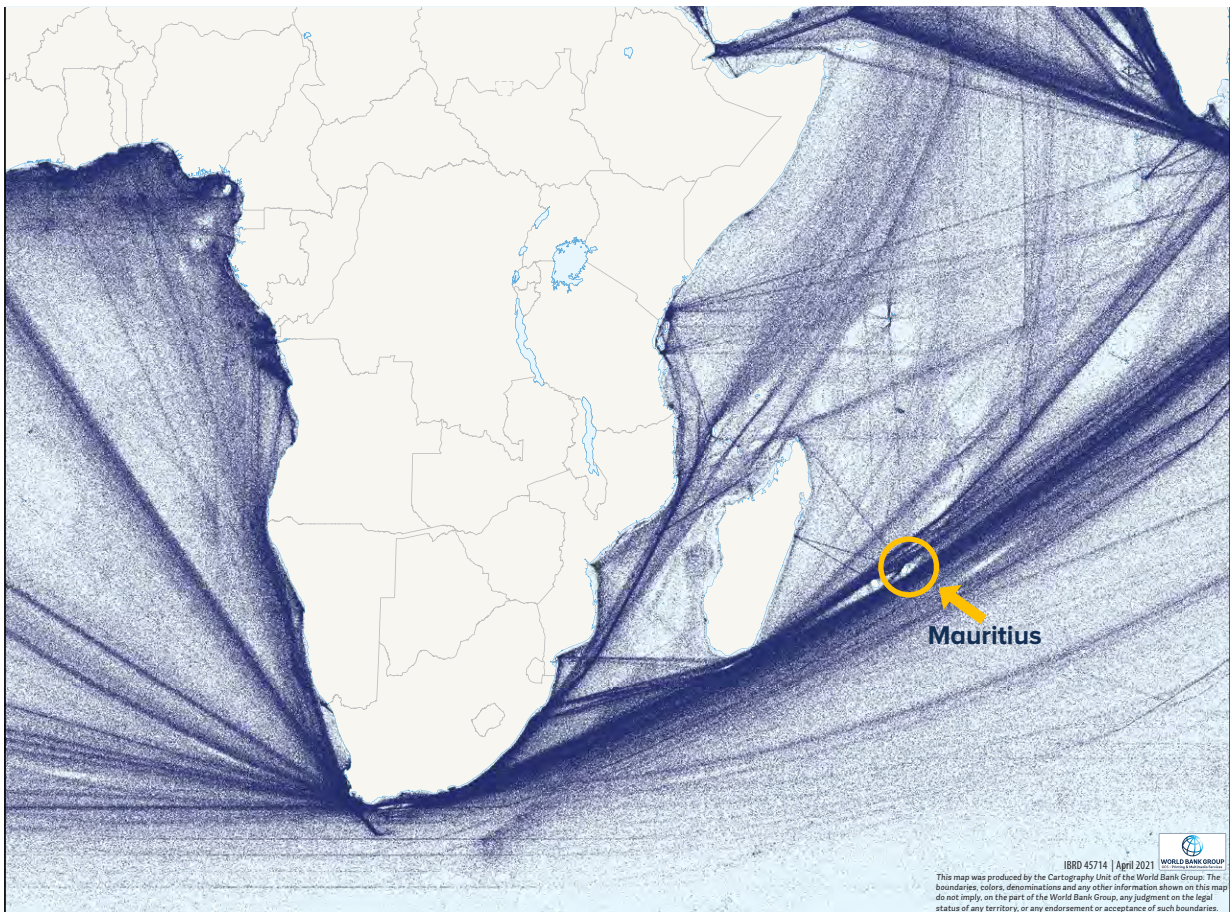 Mauritius
IBRD 45714 | April 2021
WORLD BANK GROUP
This map was produced by the Cartography Unit of the World Bank Group. The
boundaries, colors, denominations and any other information shown on this map
do not imply, on the part of the World Bank Group, any judgment on the legal
status of any territory, or any endorsement or acceptance of such boundaries.